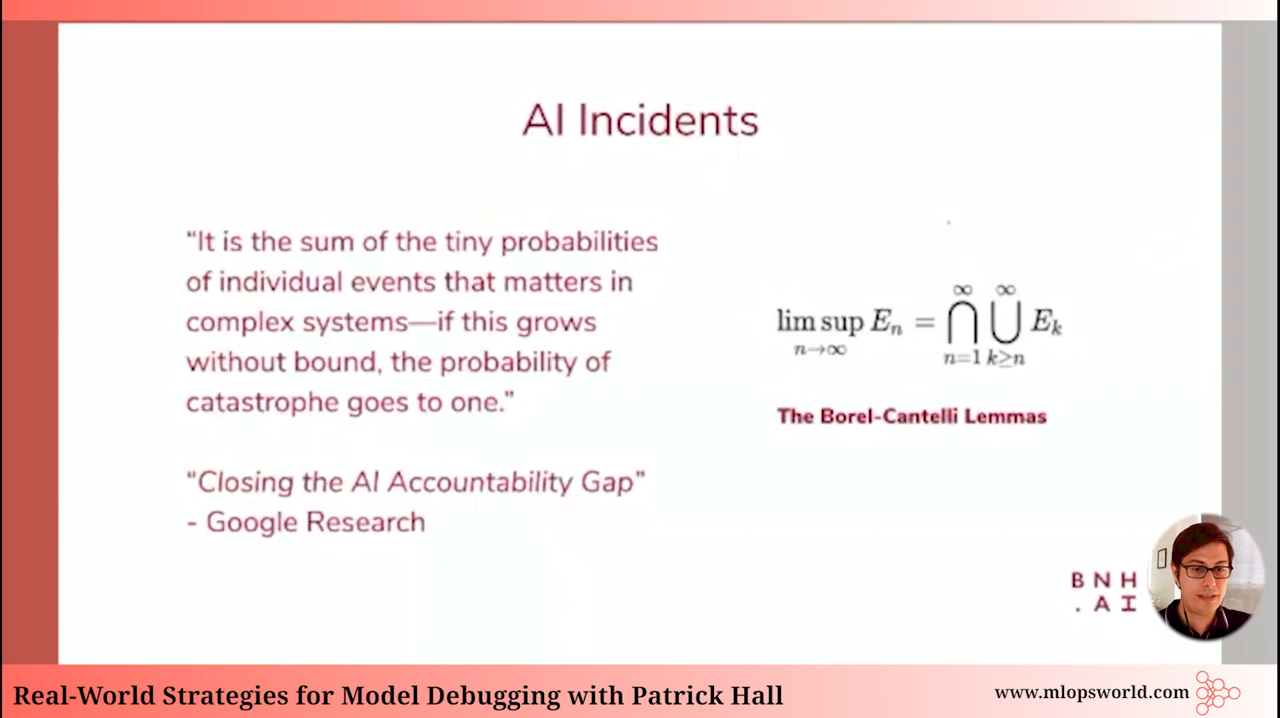 AI Incidents
“It is the sum of the tiny probabilities
of individual events that matters in
complex systems—if this grows
without bound, the probability of
catastrophe goes to one.”
“Closing the AI Accountability Gap”
- Google Research
lim sup E_n = ⋂ ⋃ E_k
n→∞ n=1 k≥n ∞ ∞
The Borel-Cantelli Lemmas
B N H
. A I
Real-World Strategies for Model Debugging with Patrick Hall
www.mlopsworld.com